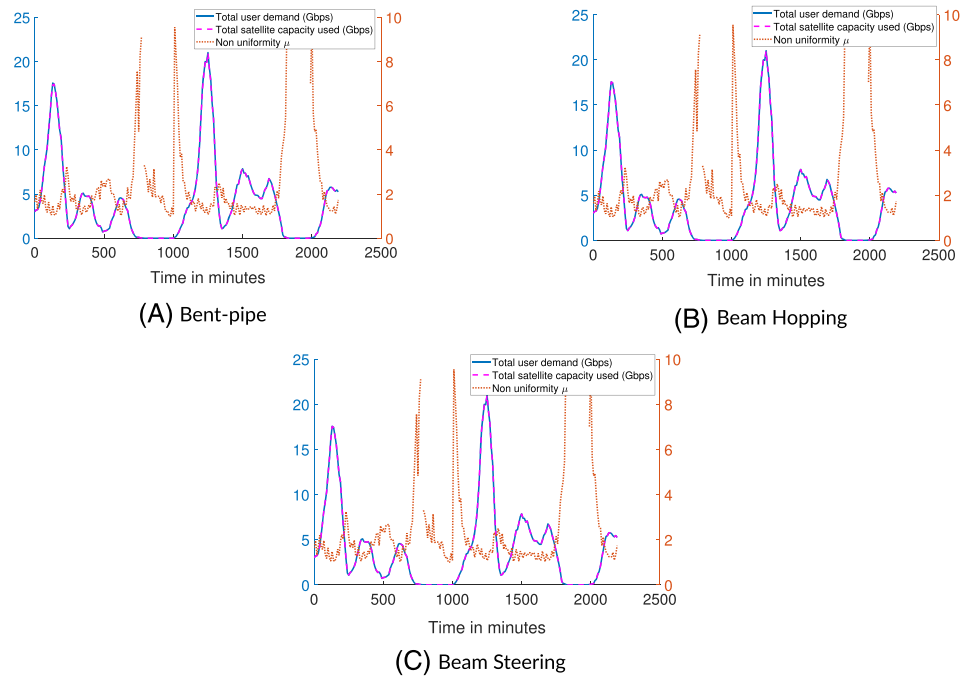 Total user demand (Gbps)
Total satellite capacity used (Gbps)
Non uniformity μ
25
20
15
10
5
0
10
8
6
4
2
0
0 500 1000 1500 2000 2500
Time in minutes
(A) Bent-pipe
Total user demand (Gbps)
Total satellite capacity used (Gbps)
Non uniformity μ
25
20
15
10
5
0
10
8
6
4
2
0
0 500 1000 1500 2000 2500
Time in minutes
(B) Beam Hopping
Total user demand (Gbps)
Total satellite capacity used (Gbps)
Non uniformity μ
25
20
15
10
5
0
10
8
6
4
2
0
0 500 1000 1500 2000 2500
Time in minutes
(C) Beam Steering